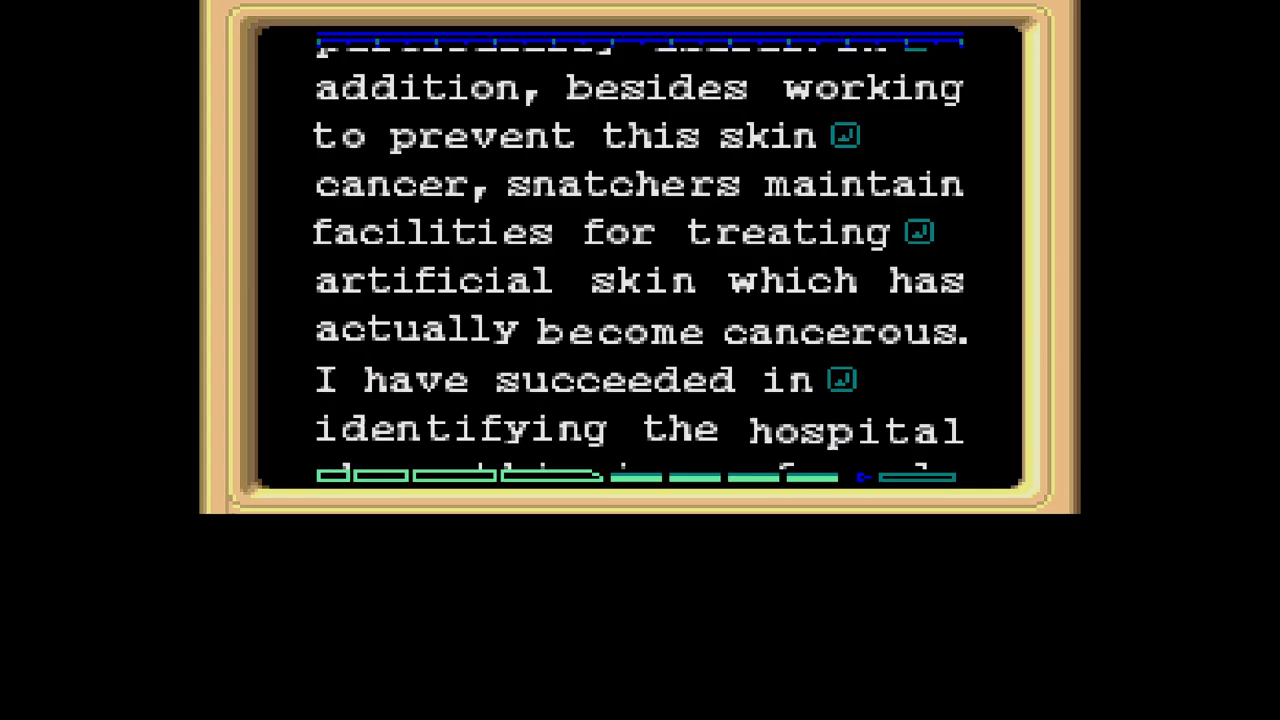 addition, besides working
to prevent this skin
cancer, snatchers maintain
facilities for treating
artificial skin which has
actually become cancerous.
I have succeeded in
identifying the hospital